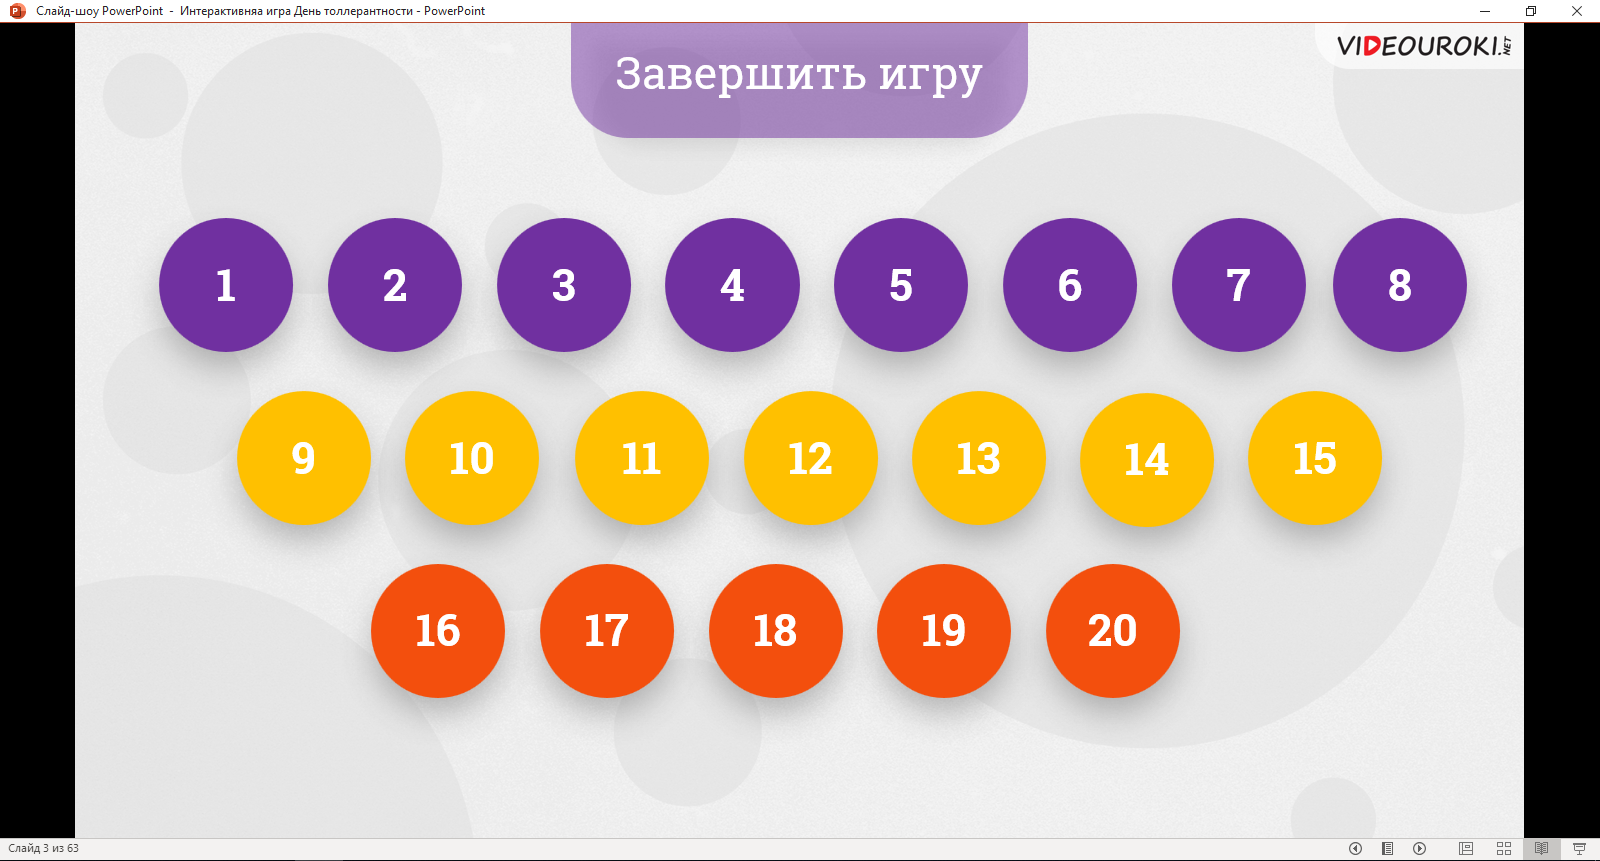 Слайд-шоу PowerPoint - Интерактивняа игра День толлерантности - PowerPoint
Завершить игру
VIDEOUROKI.NET
1 2 3 4 5 6 7 8
9 10 11 12 13 14 15
16 17 18 19 20
Слайд 3 из 63